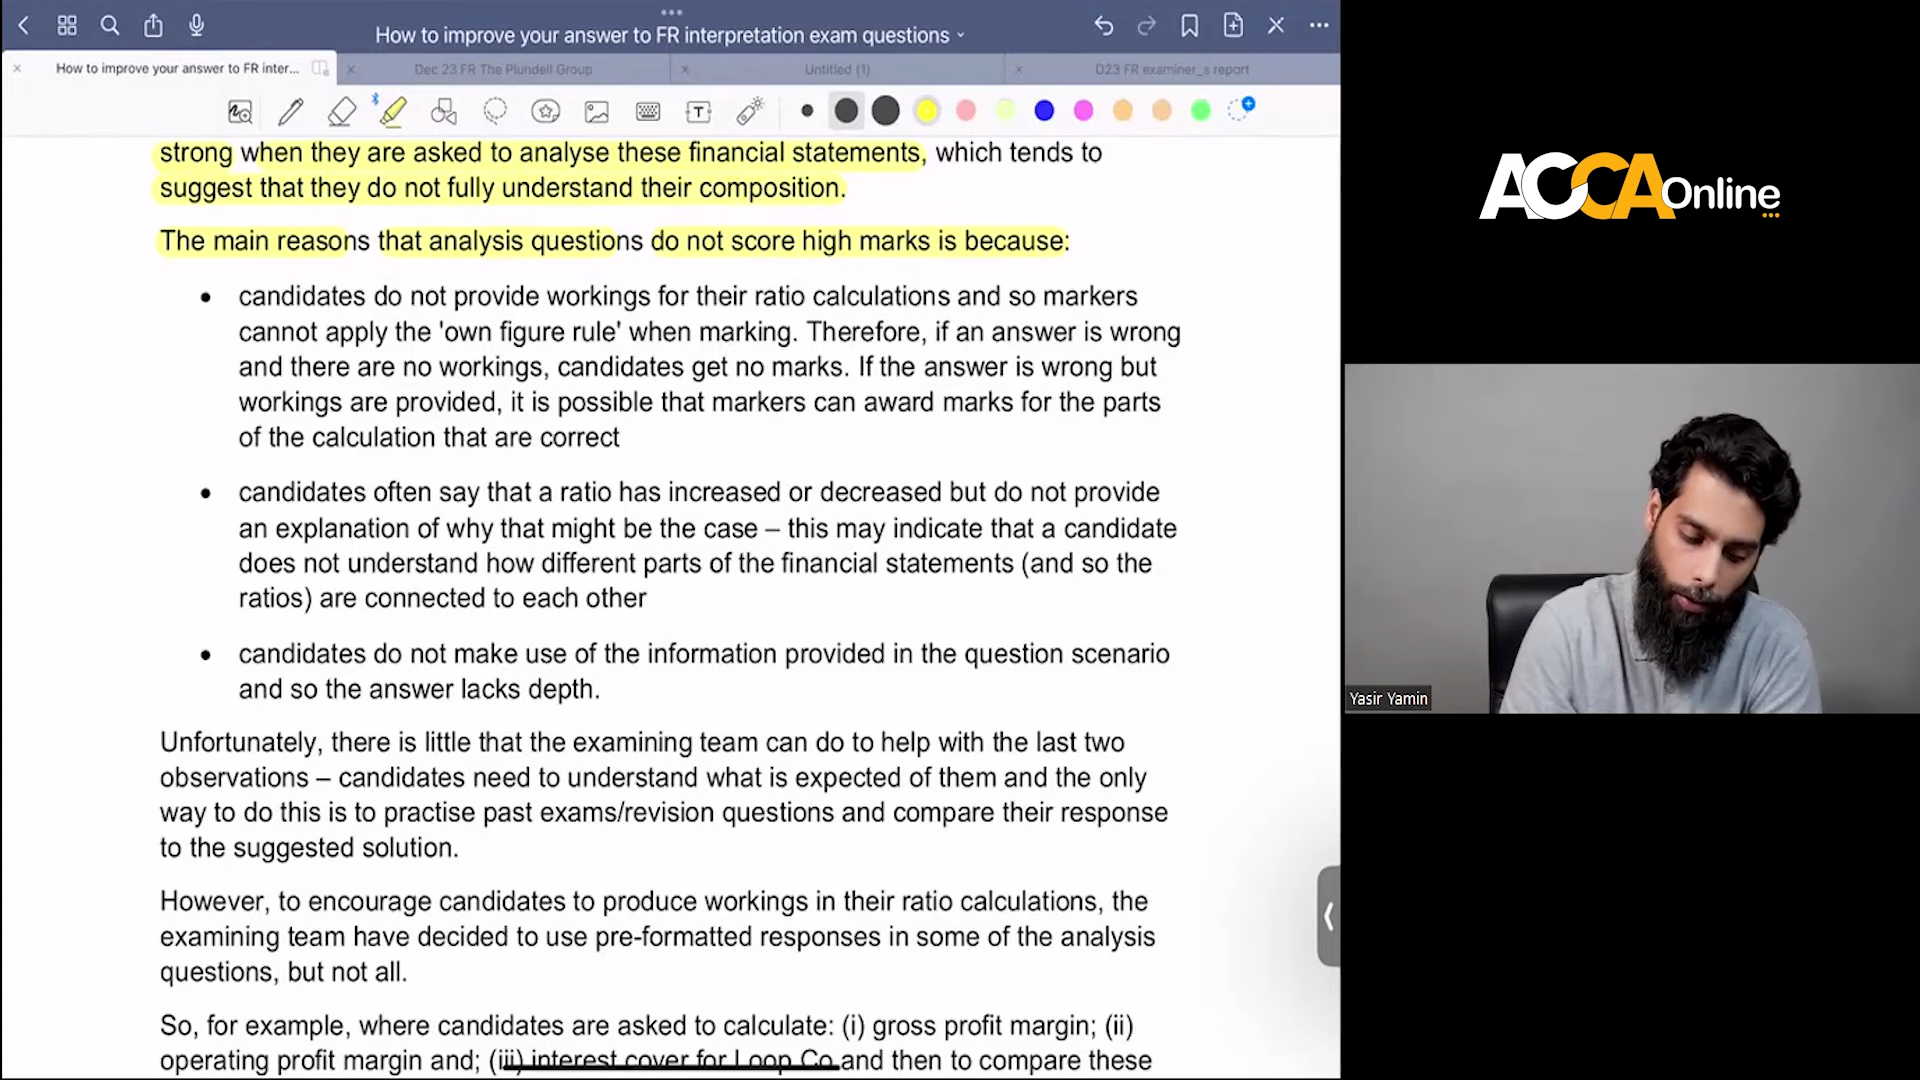 How to improve your answer to FR interpretation exam questions
How to improve your answer to FR inter...
Dec 23 FR The Plundell Group
Untitled (1)
D23 FR examiner_s report
T
strong when they are asked to analyse these financial statements, which tends to
suggest that they do not fully understand their composition.
The main reasons that analysis questions do not score high marks is because:
• candidates do not provide workings for their ratio calculations and so markers
cannot apply the 'own figure rule' when marking. Therefore, if an answer is wrong
and there are no workings, candidates get no marks. If the answer is wrong but
workings are provided, it is possible that markers can award marks for the parts
of the calculation that are correct
• candidates often say that a ratio has increased or decreased but do not provide
an explanation of why that might be the case – this may indicate that a candidate
does not understand how different parts of the financial statements (and so the
ratios) are connected to each other
• candidates do not make use of the information provided in the question scenario
and so the answer lacks depth.
Unfortunately, there is little that the examining team can do to help with the last two
observations – candidates need to understand what is expected of them and the only
way to do this is to practise past exams/revision questions and compare their response
to the suggested solution.
However, to encourage candidates to produce workings in their ratio calculations, the
examining team have decided to use pre-formatted responses in some of the analysis
questions, but not all.
So, for example, where candidates are asked to calculate: (i) gross profit margin; (ii)
operating profit margin and; (iii) interest cover for Loop Co and then to compare these
ACCA Online
Yasir Yamin